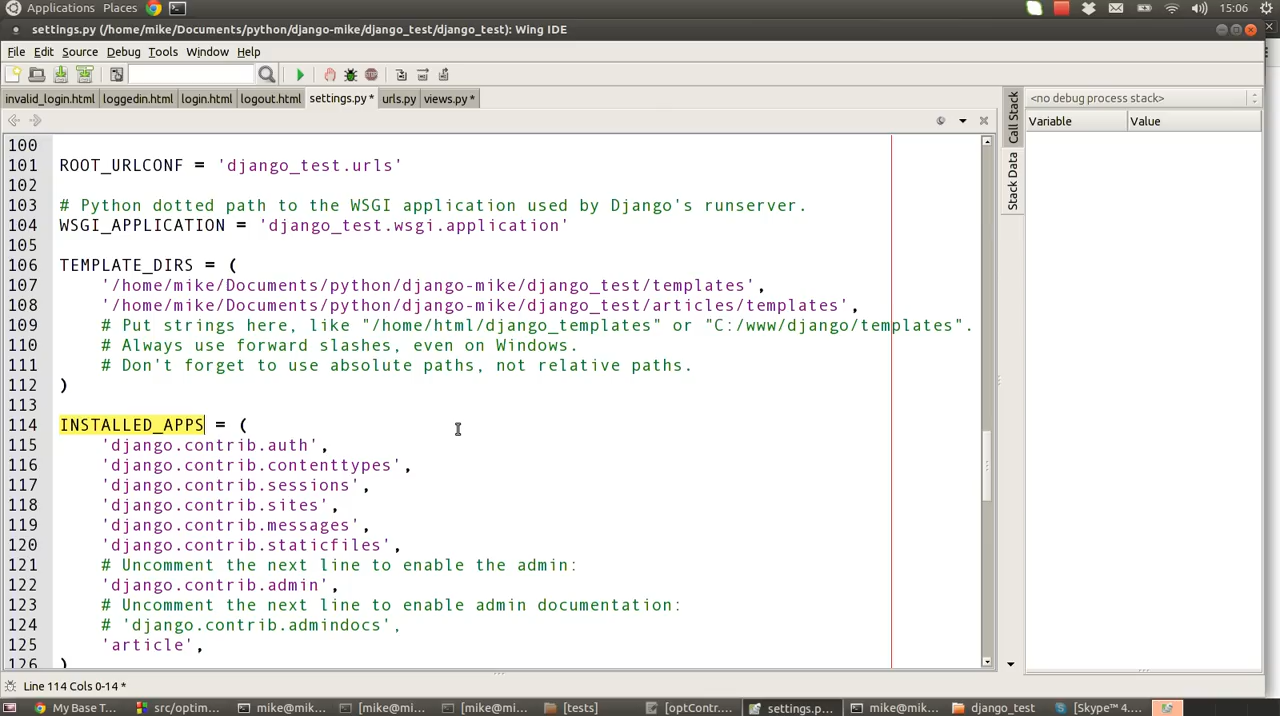 Applications Places 15:06
settings.py (/home/mike/Documents/python/django-mike/django_test/django_test): Wing IDE
File Edit Source Debug Tools Window Help
invalid_login.html loggedin.html login.html logout.html settings.py * urls.py views.py * <no debug process stack>
Call Stack
Stack Data
Variable Value
100
101 ROOT_URLCONF = 'django_test.urls'
102
103 # Python dotted path to the WSGI application used by Django's runserver.
104 WSGI_APPLICATION = 'django_test.wsgi.application'
105
106 TEMPLATE_DIRS = (
107 '/home/mike/Documents/python/django-mike/django_test/templates',
108 '/home/mike/Documents/python/django-mike/django_test/articles/templates',
109 # Put strings here, like "/home/html/django_templates" or "C:/www/django/templates".
110 # Always use forward slashes, even on Windows.
111 # Don't forget to use absolute paths, not relative paths.
112 )
113
114 INSTALLED_APPS = (
115 'django.contrib.auth',
116 'django.contrib.contenttypes',
117 'django.contrib.sessions',
118 'django.contrib.sites',
119 'django.contrib.messages',
120 'django.contrib.staticfiles',
121 # Uncomment the next line to enable the admin:
122 'django.contrib.admin',
123 # Uncomment the next line to enable admin documentation:
124 # 'django.contrib.admindocs',
125 'article',
126 )
Line 114 Cols 0-14 *
My Base T... src/optim... mike@m... [mike@mi... [mike@mi... [tests] [optContr... settings.p... mike@m... django_test [Skype™ 4....